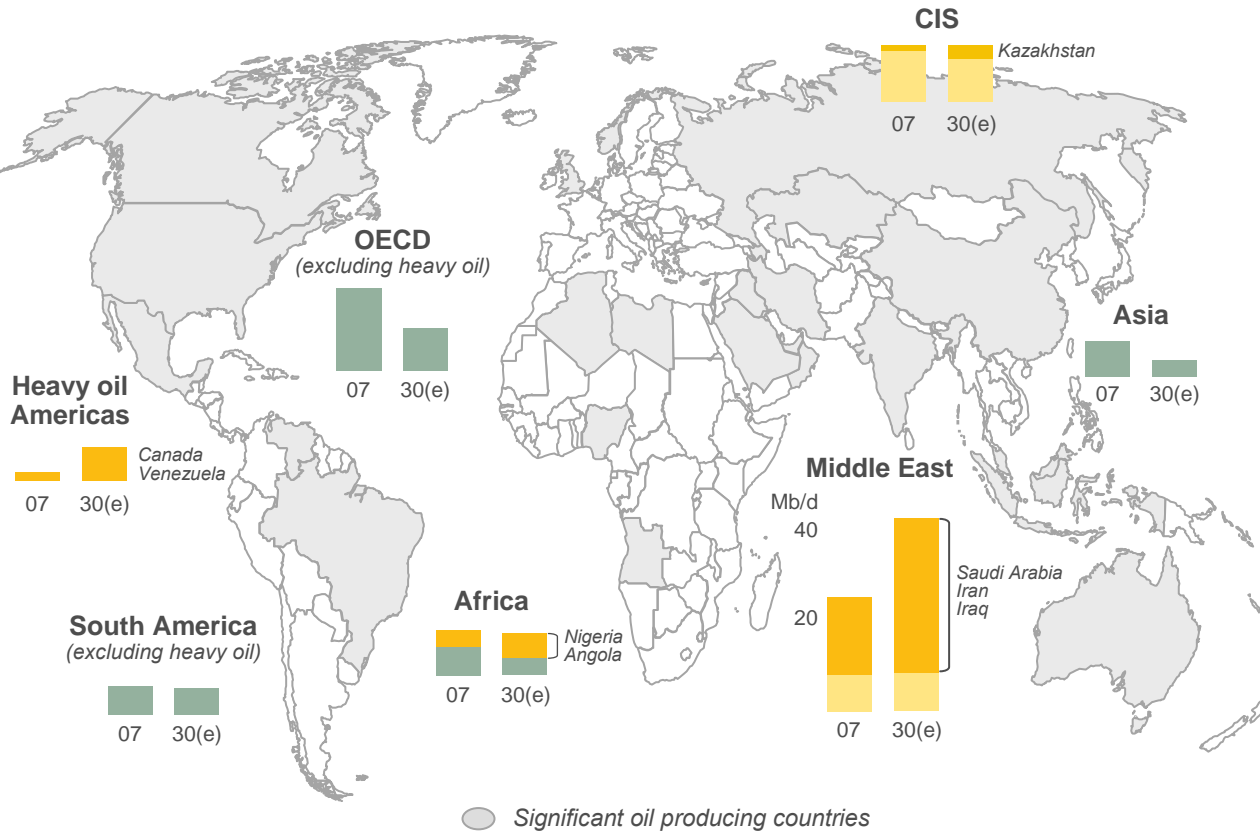 CIS
Kazakhstan
07
30(e)
OECD
(excluding heavy oil)
07
30(e)
Asia
07
30(e)
Heavy oil
Americas
Canada
Venezuela
07
30(e)
Middle East
Mb/d
40
20
Saudi Arabia
Iran
Iraq
07
30(e)
Africa
Nigeria
Angola
07
30(e)
South America
(excluding heavy oil)
07
30(e)
Significant oil producing countries